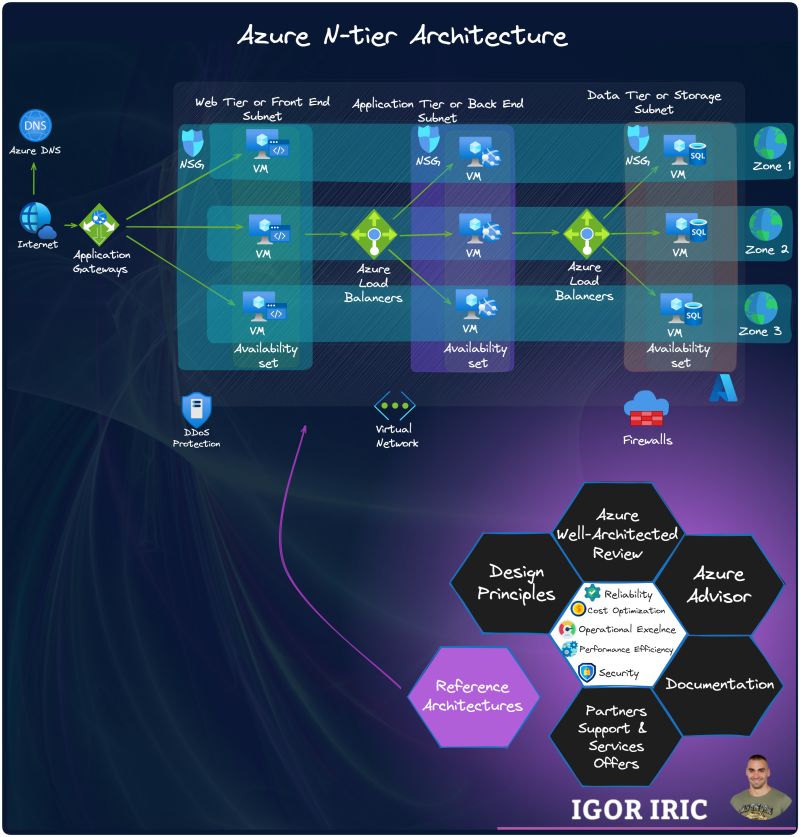 Azure N-tier Architecture
Web Tier or Front End
Subnet
Application Tier or Back End
Subnet
Data Tier or Storage
Subnet
DNS
Azure DNS
NSG
VM
NSG
VM
NSG
VM
SQL
Zone 1
Internet
Application
Gateways
VM
Azure
Load
Balancers
VM
Azure
Load
Balancers
VM
SQL
Zone 2
VM
VM
VM
SQL
Zone 3
Availability
set
Availability
set
Availability
set
DDoS
Protection
Virtual
Network
Firewalls
Azure
Well-Architected
Review
Design
Principles
Azure
Advisor
Reliability
Cost Optimization
Operational Excelnce
Performance Efficiency
Security
Reference
Architectures
Documentation
Partners
Support &
Services
Offers
IGOR IRIC